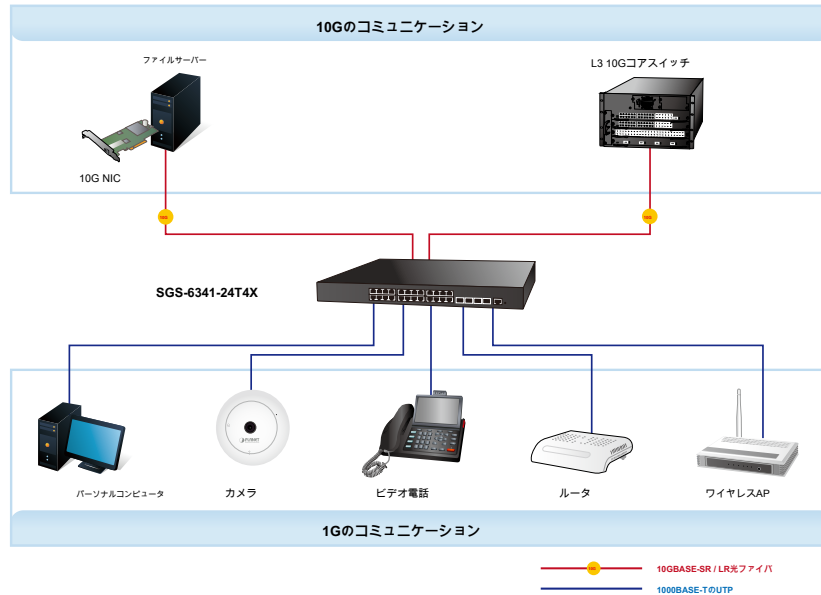 10Gのコミュニケーション
ファイルサーバー
L3 10Gコアスイッチ
10G NIC
10G
10G
SGS-6341-24T4X
PLANET
パーソナルコンピュータ
カメラ
ビデオ電話
ルータ
ワイヤレスAP
1Gのコミュニケーション
10G
10GBASE-SR / LR光ファイバ
1000BASE-TのUTP